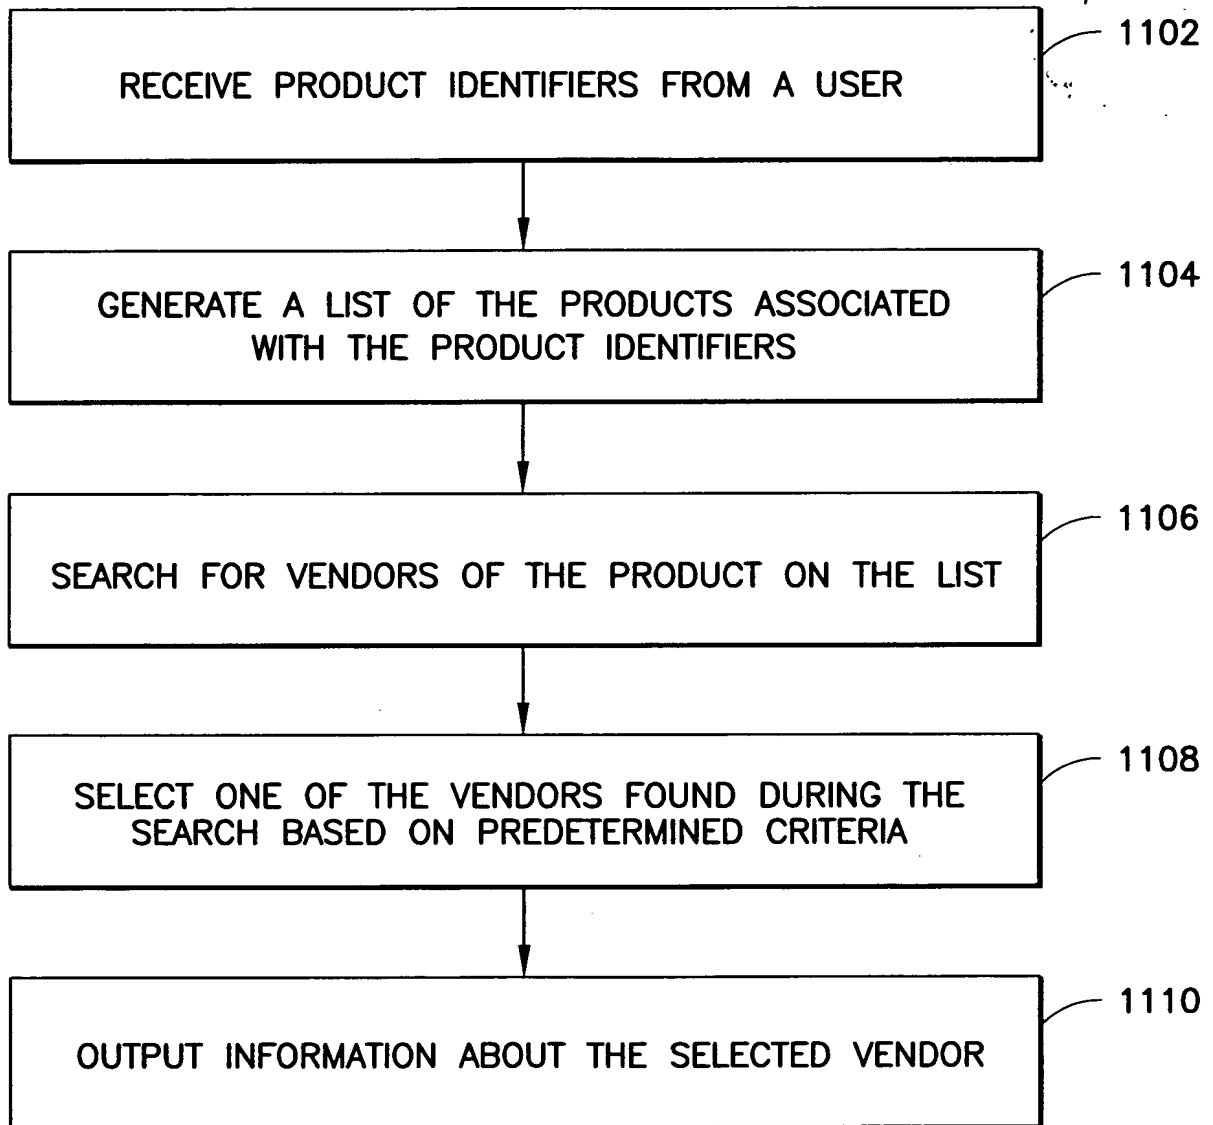 1102
RECEIVE PRODUCT IDENTIFIERS FROM A USER
1104
GENERATE A LIST OF THE PRODUCTS ASSOCIATED
WITH THE PRODUCT IDENTIFIERS
1106
SEARCH FOR VENDORS OF THE PRODUCT ON THE LIST
1108
SELECT ONE OF THE VENDORS FOUND DURING THE
SEARCH BASED ON PREDETERMINED CRITERIA
1110
OUTPUT INFORMATION ABOUT THE SELECTED VENDOR